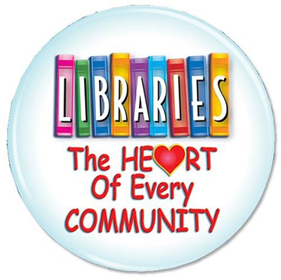 LIBRARIES
The HEART
Of Every
COMMUNITY